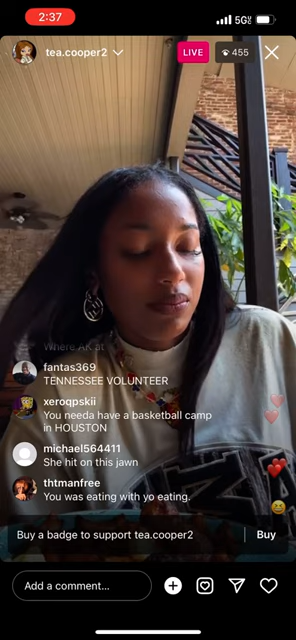 2:37
5G
tea.cooper2
LIVE
455
Where AK at
fantas369
TENNESSEE VOLUNTEER
xeroqpskii
You needa have a basketball camp
in HOUSTON
michael564411
She hit on this jawn
thtmanfree
You was eating with yo eating.
Buy a badge to support tea.cooper2
Buy
Add a comment...